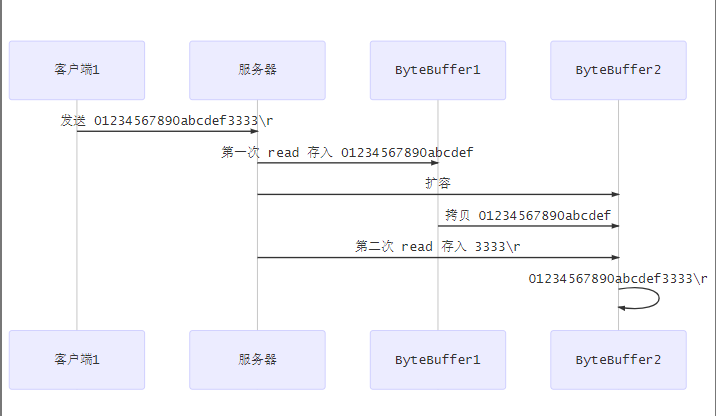 客户端1
服务器
ByteBuffer1
ByteBuffer2
发送 01234567890abcdef3333\r
第一次 read 存入 01234567890abcdef
扩容
拷贝 01234567890abcdef
第二次 read 存入 3333\r
01234567890abcdef3333\r
客户端1
服务器
ByteBuffer1
ByteBuffer2